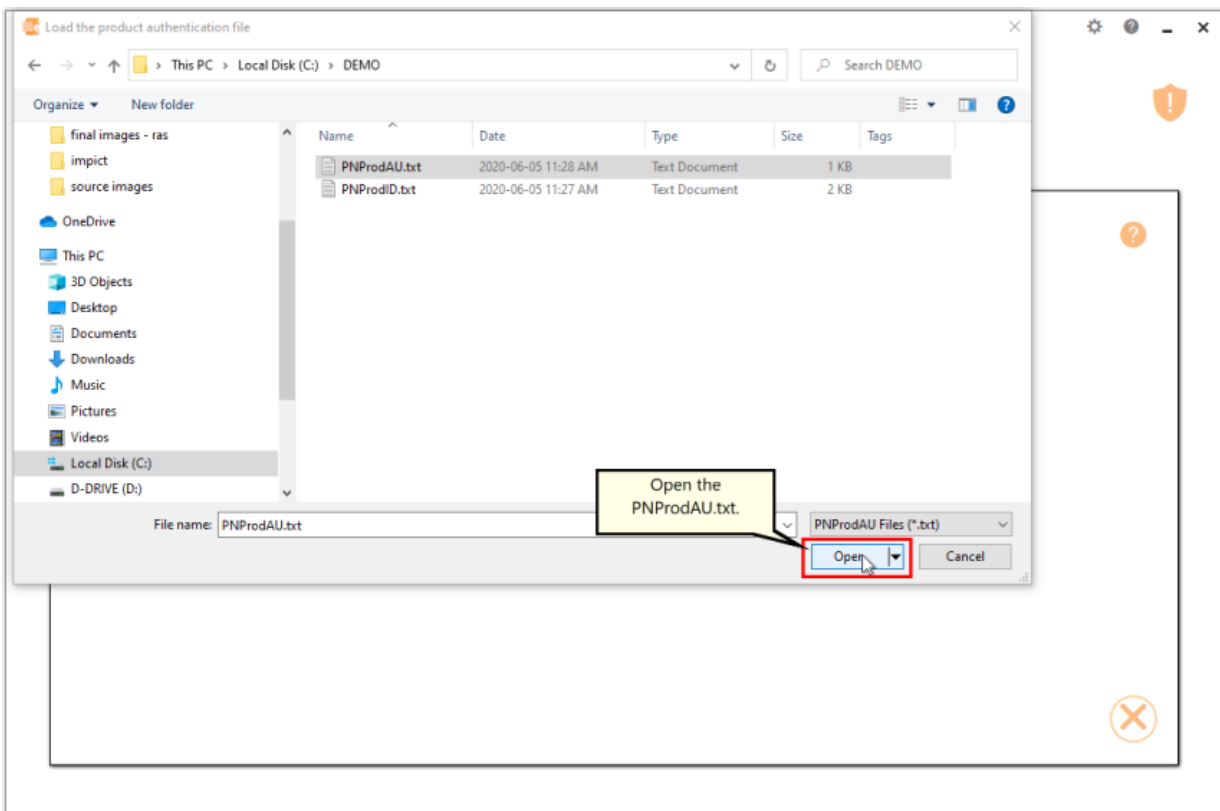 Load the product authentication file
This PC > Local Disk (C:) > DEMO
Search DEMO
Organize
New folder
final images - ras
impict
source images
OneDrive
This PC
3D Objects
Desktop
Documents
Downloads
Music
Pictures
Videos
Local Disk (C:)
D-DRIVE (D:)
Name Date Type Size Tags
PNProdAU.txt 2020-06-05 11:28 AM Text Document 1 KB
PNProdID.txt 2020-06-05 11:27 AM Text Document 2 KB
Open the
PNProdAU.txt.
File name: PNProdAU.txt
PNProdAU Files (*.txt)
Open Cancel